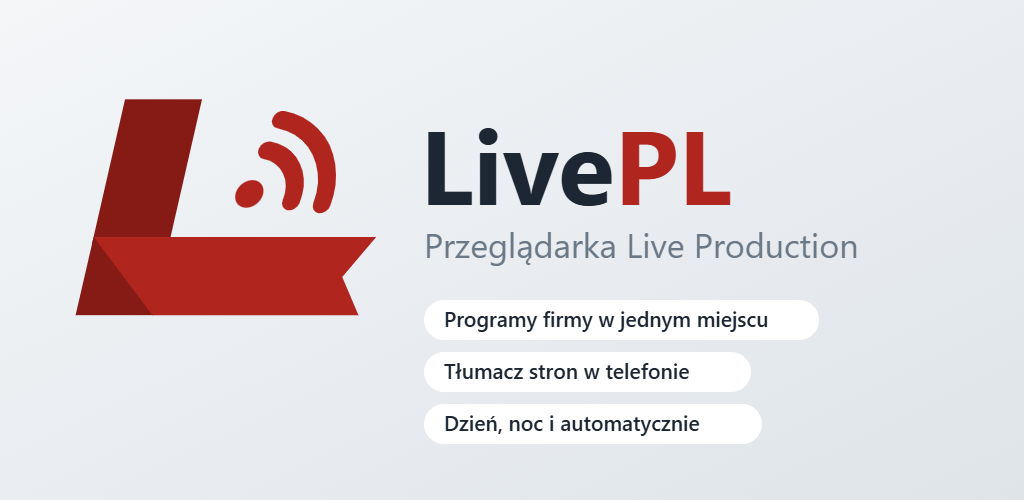 LivePL
Przeglądarka Live Production
Programy firmy w jednym miejscu
Tłumacz stron w telefonie
Dzień, noc i automatycznie